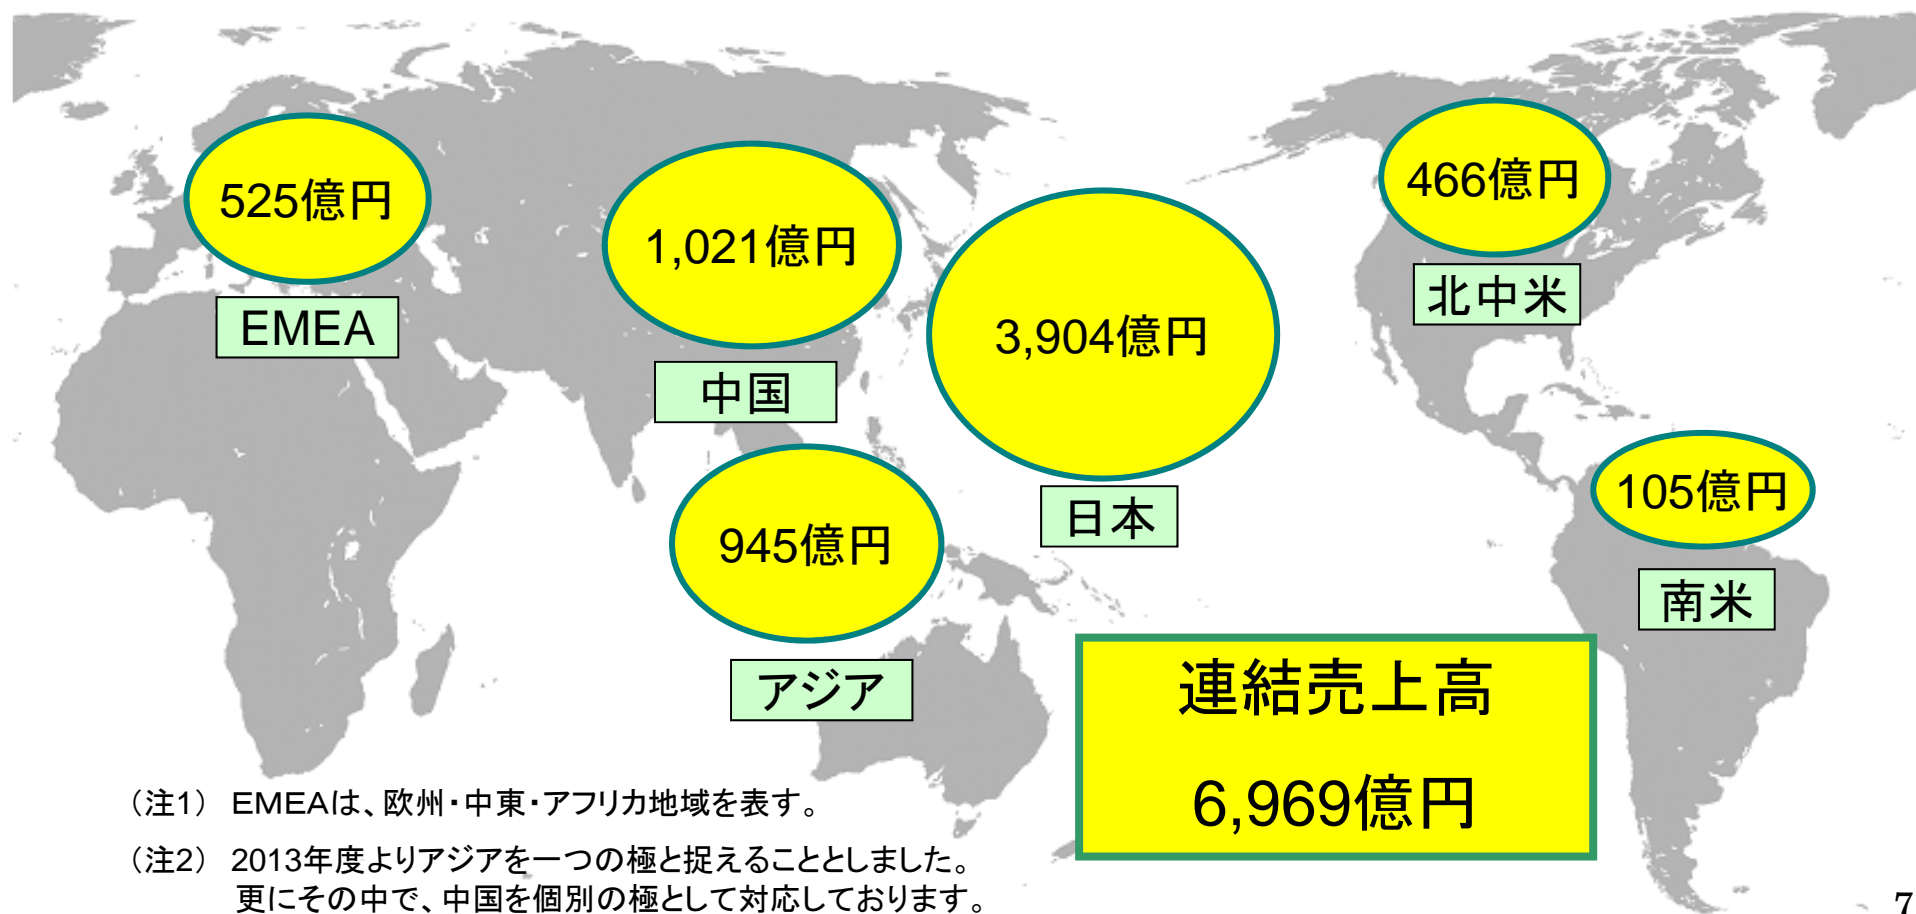 525億円
EMEA
1,021億円
中国
3,904億円
日本
466億円
北中米
945億円
アジア
105億円
南米
連結売上高
6,969億円
（注1） EMEAは、欧州・中東・アフリカ地域を表す。
（注2） 2013年度よりアジアを一つの極と捉えることとしました。
更にその中で、中国を個別の極として対応しております。
7